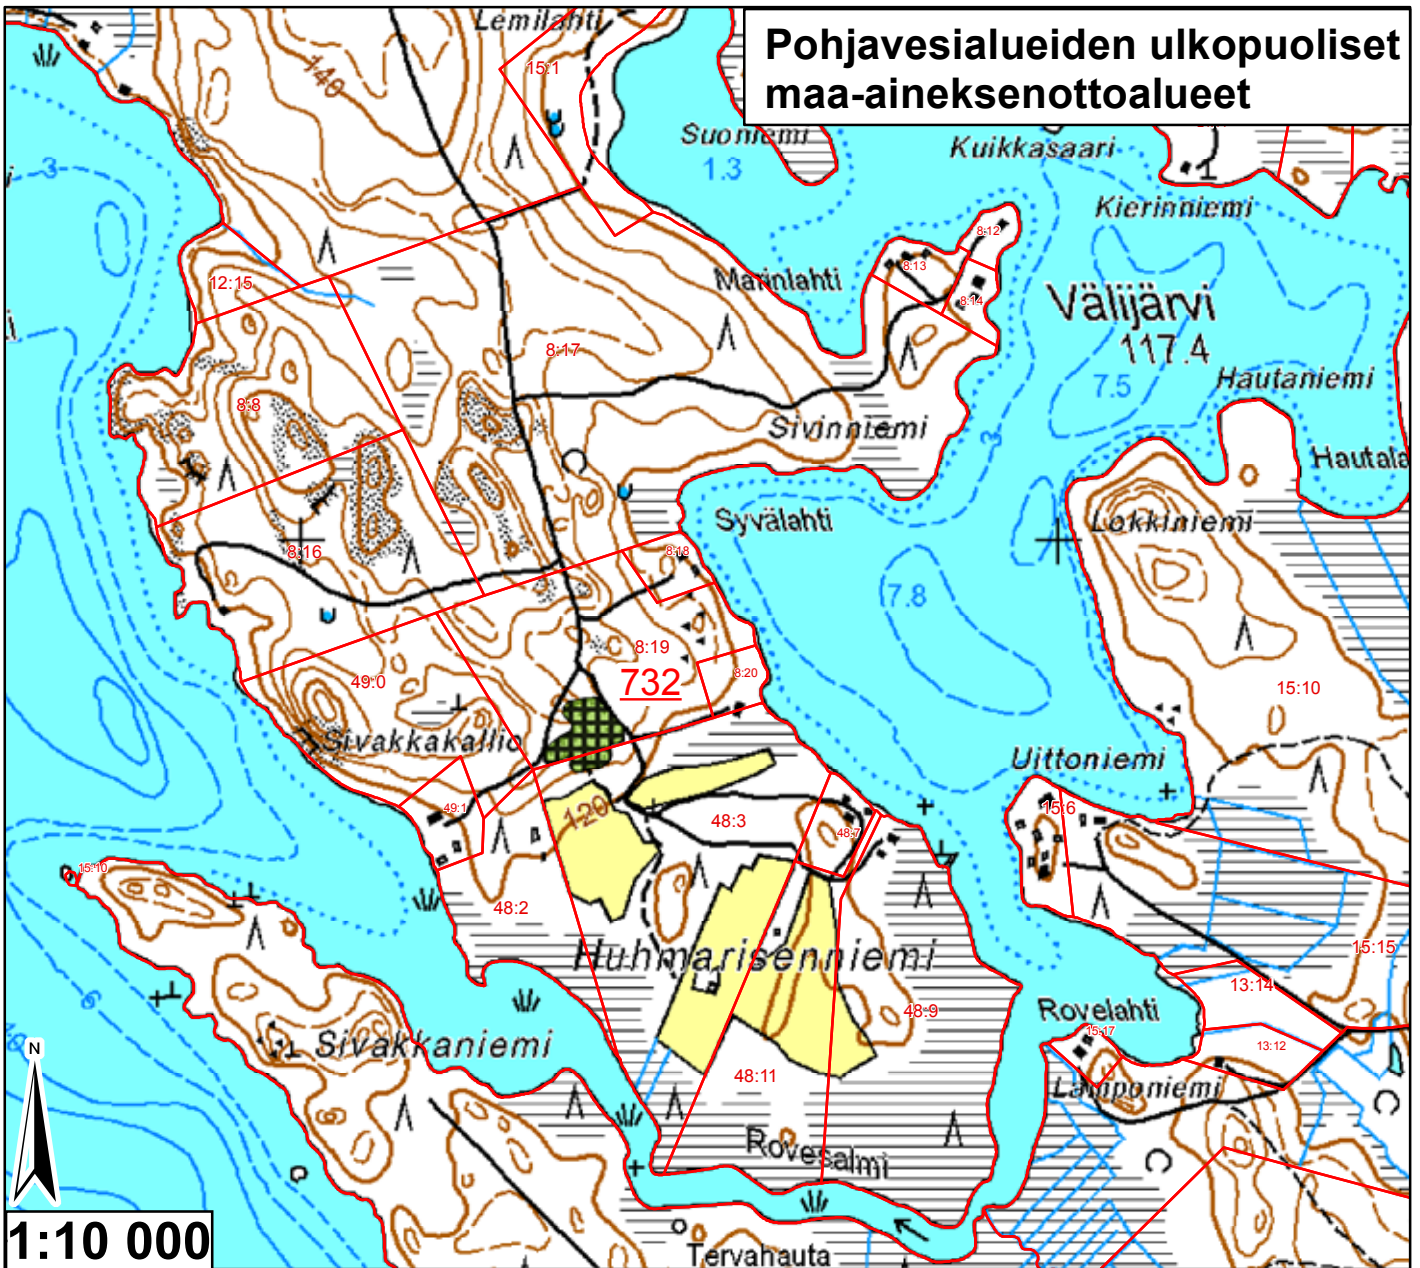 Pohjavesialueiden ulkopuoliset
maa-aineksenottoalueet
Lemilahti
140
15:1
Suoniemi
1.3
Kuikkasaari
Kierinniemi
3
12:15
Marinlahti
8:13
8:12
8:14
Välijärvi
117.4
7.5
Hautaniemi
8:17
8:8
Sivinniemi
3
Hautala
Syvälahti
Lokkiniemi
8:16
8:18
7.8
8:19
732
8:20
49:0
15:10
Sivakkakallio
Uittoniemi
49:1
120
48:3
48:7
15:6
15:10
48:2
Huhmarisenniemi
15:15
6
13:14
48:9
Rovelahti
15:17
13:12
Sivakkaniemi
48:11
Lamponiemi
N
Rovesalmi
1:10 000
Tervahauta